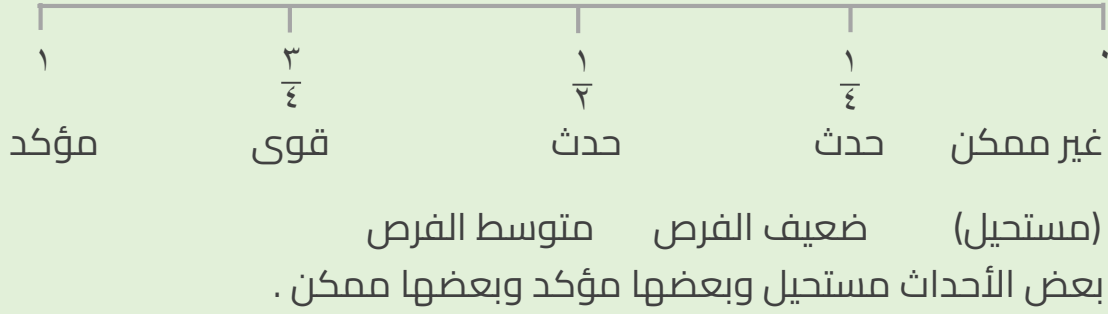 ٠ ١/٤ ١/٢ ٣/٤ ١
غير ممكن حدث حدث قوى مؤكد
(مستحيل) ضعيف الفرص متوسط الفرص
بعض الأحداث مستحيل وبعضها مؤكد وبعضها ممكن .